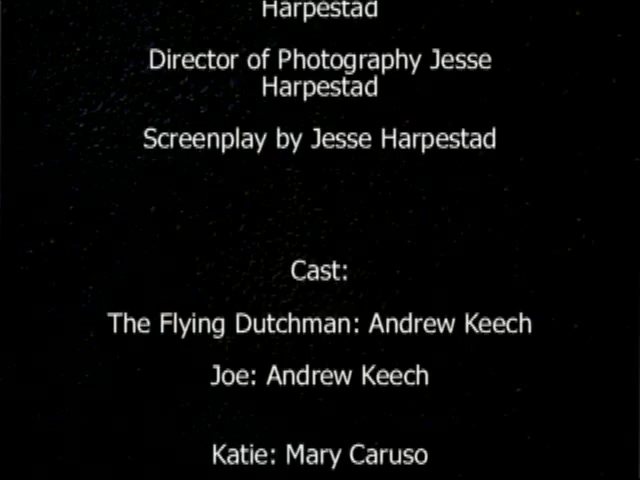 Harpestad
Director of Photography Jesse
Harpestad
Screenplay by Jesse Harpestad
Cast:
The Flying Dutchman: Andrew Keech
Joe: Andrew Keech
Katie: Mary Caruso